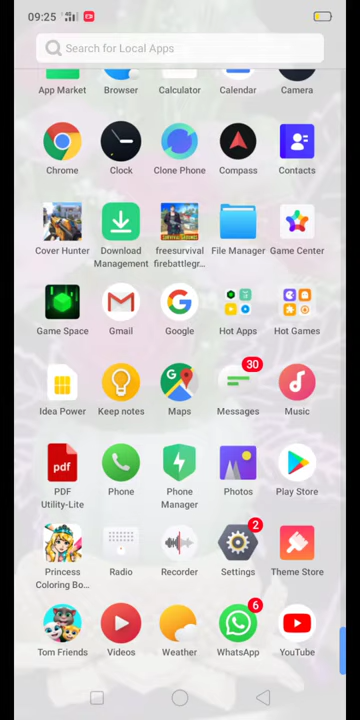 09:25
Search for Local Apps
App Market Browser Calculator Calendar Camera
Chrome Clock Clone Phone Compass Contacts
Cover Hunter Download Management freesurvival firebattlegr... File Manager Game Center
Game Space Gmail Google Hot Apps Hot Games
30
Idea Power Keep notes Maps Messages Music
pdf
PDF Utility-Lite Phone Phone Manager Photos Play Store
2
Princess Coloring Bo... Radio Recorder Settings Theme Store
6
Tom Friends Videos Weather WhatsApp YouTube